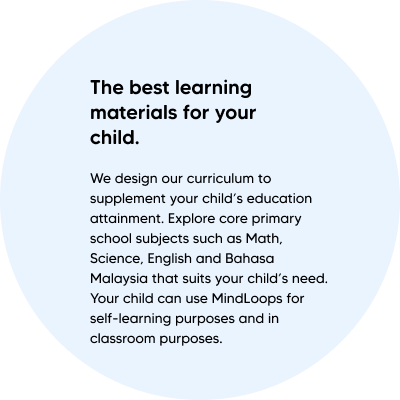 The best learning
materials for your
child.
We design our curriculum to
supplement your child's education
attainment. Explore core primary
school subjects such as Math,
Science, English and Bahasa
Malaysia that suits your child's need.
Your child can use MindLoops for
self-learning purposes and in
classroom purposes.